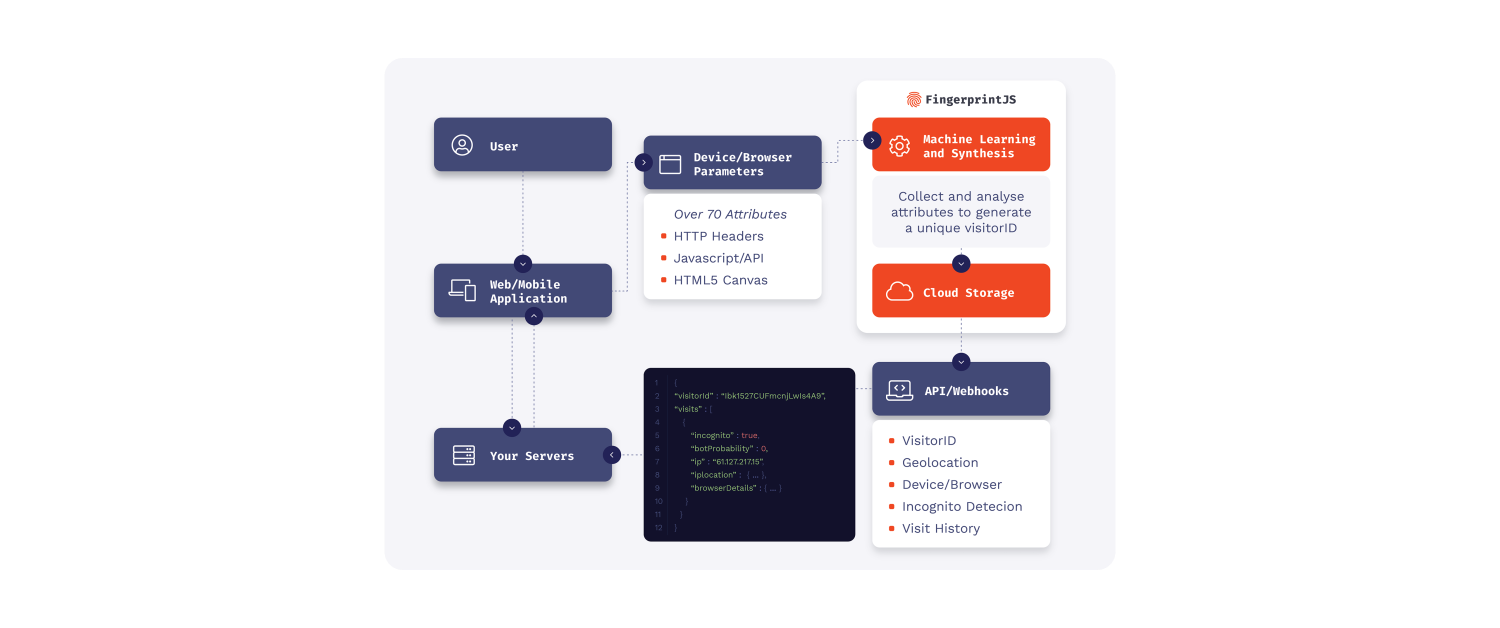 User
Web/Mobile
Application
Your Servers
Device/Browser
Parameters
Over 70 Attributes
HTTP Headers
Javascript/API
HTML5 Canvas
FingerprintJS
Machine Learning
and Synthesis
Collect and analyse
attributes to generate
a unique visitorID
Cloud Storage
API/Webhooks
VisitorID
Geolocation
Device/Browser
Incognito Detecion
Visit History
1 {
2 “visitorId” : “Ibk1527CUFmcnjLwIs4A9”,
3 “visits” : [
4 {
5 “incognito” : true,
6 “botProbability” : 0,
7 “ip” : “61.127.217.15”,
8 “iplocation” : { ... },
9 “browserDetails” : { ... }
10 }
11 ]
12 }